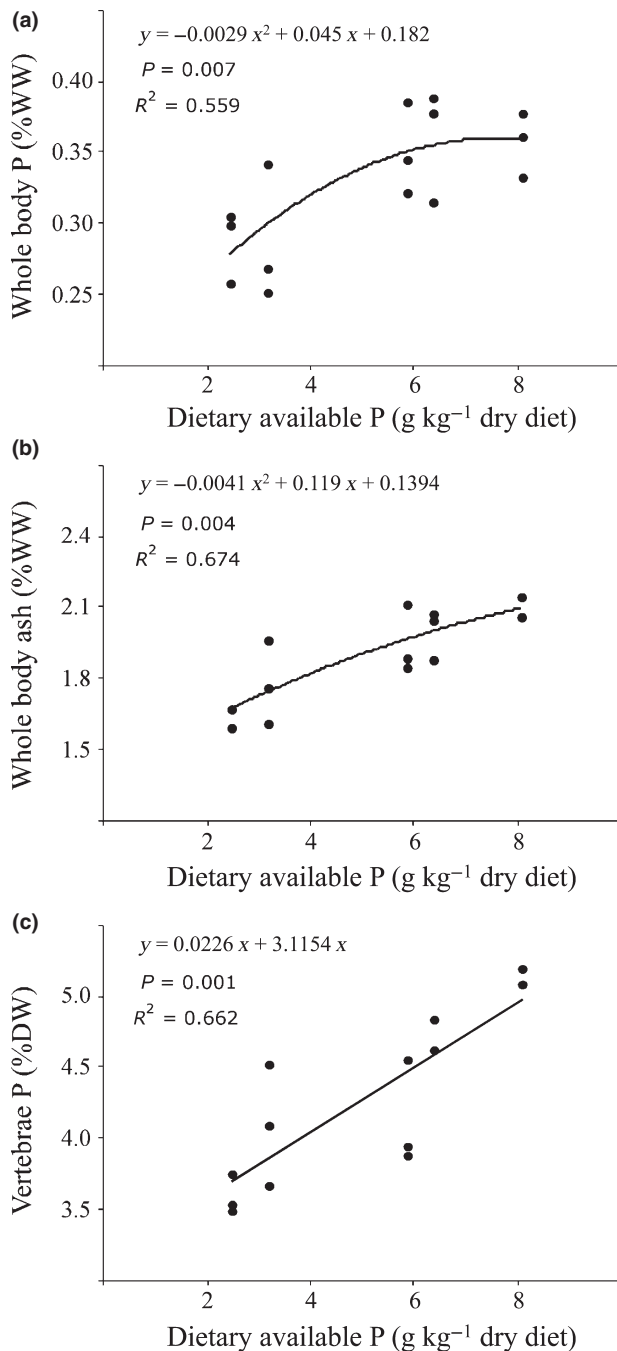 (a)
y = −0.0029 x² + 0.045 x + 0.182
P = 0.007
R² = 0.559
0.40
0.35
0.30
0.25
Whole body P (%WW)
2 4 6 8
Dietary available P (g kg⁻¹ dry diet)
(b)
y = −0.0041 x² + 0.119 x + 0.1394
P = 0.004
R² = 0.674
2.4
2.1
1.8
1.5
Whole body ash (%WW)
2 4 6 8
Dietary available P (g kg⁻¹ dry diet)
(c)
y = 0.0226 x + 3.1154 x
P = 0.001
R² = 0.662
5.0
4.5
4.0
3.5
Vertebrae P (%DW)
2 4 6 8
Dietary available P (g kg⁻¹ dry diet)